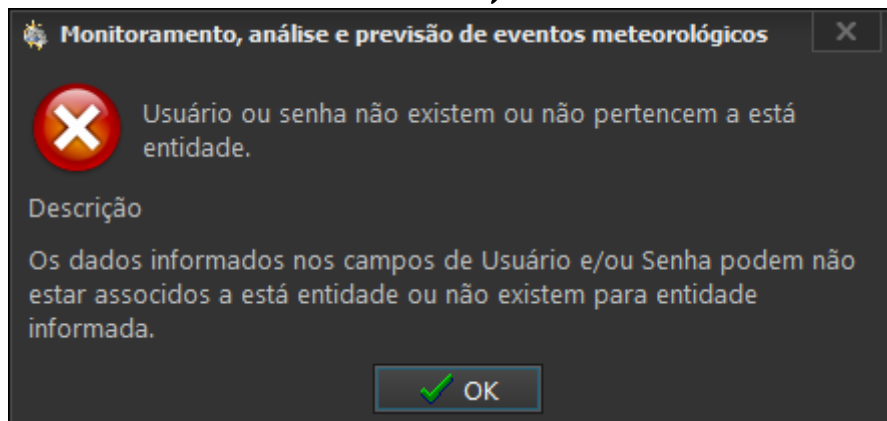 Monitoramento, análise e previsão de eventos meteorológicos
Usuário ou senha não existem ou não pertencem a está
entidade.
Descrição
Os dados informados nos campos de Usuário e/ou Senha podem não
estar associos a está entidade ou não existem para entidade
informada.
OK